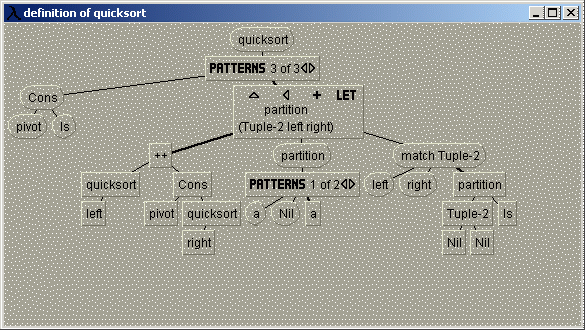 λ definition of quicksort
quicksort
PATTERNS 3 of 3
Cons
pivot ls
LET
partition
(Tuple-2 left right)
++ partition match Tuple-2
quicksort Cons PATTERNS 1 of 2 left right partition
left pivot quicksort a Nil a Tuple-2 ls
right Nil Nil